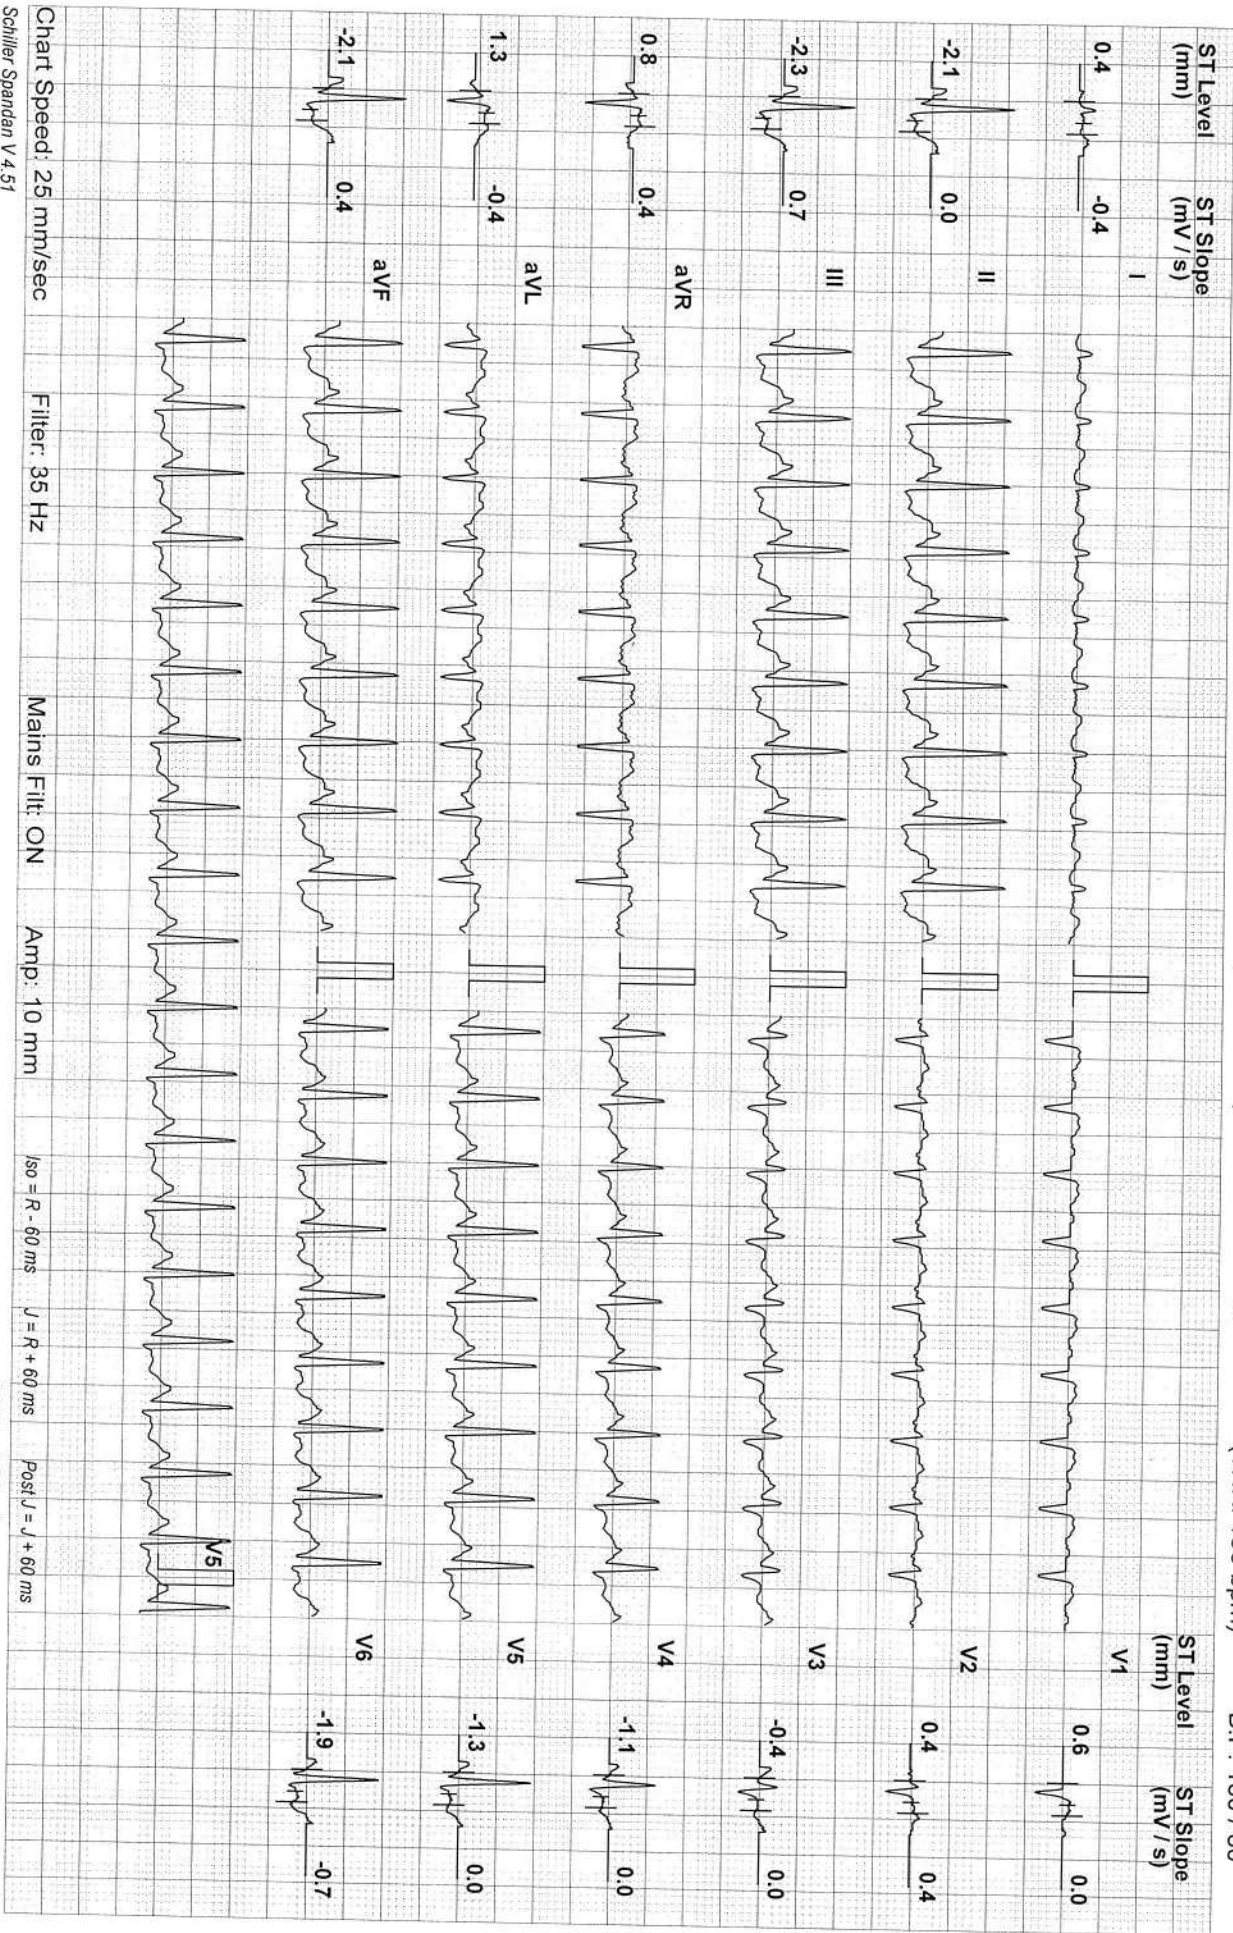 ST Level ST Slope
(mm) (mV / s)
0.4 -0.4 I
-2.1 0.0 II
-2.3 0.7 III
0.8 0.4 aVR
1.3 -0.4 aVL
-2.1 0.4 aVF
ST Level ST Slope
(mm) (mV / s)
V1 0.6 0.0
V2 0.4 0.4
V3 -0.4 0.0
V4 -1.1 0.0
V5 -1.3 0.0
V6 -1.9 -0.7
V5
Chart Speed: 25 mm/sec Filter: 35 Hz Mains Filt: ON Amp: 10 mm Iso = R - 60 ms J = R + 60 ms Post J = J + 60 ms
Schiller Spandan V 4.51